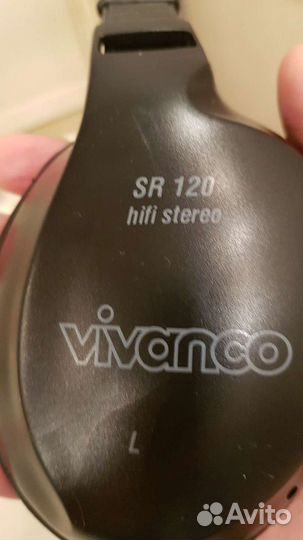 SR 120
hifi stereo
vivanco
L
Avito